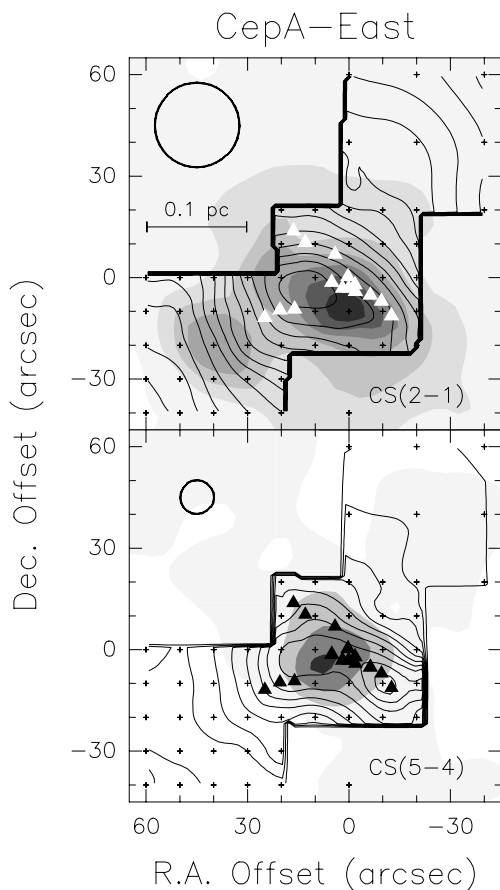 CepA−East
60
30
0
−30
0.1 pc
CS(2−1)
60
30
0
−30
CS(5−4)
60 30 0 −30
Dec. Offset (arcsec)
R.A. Offset (arcsec)